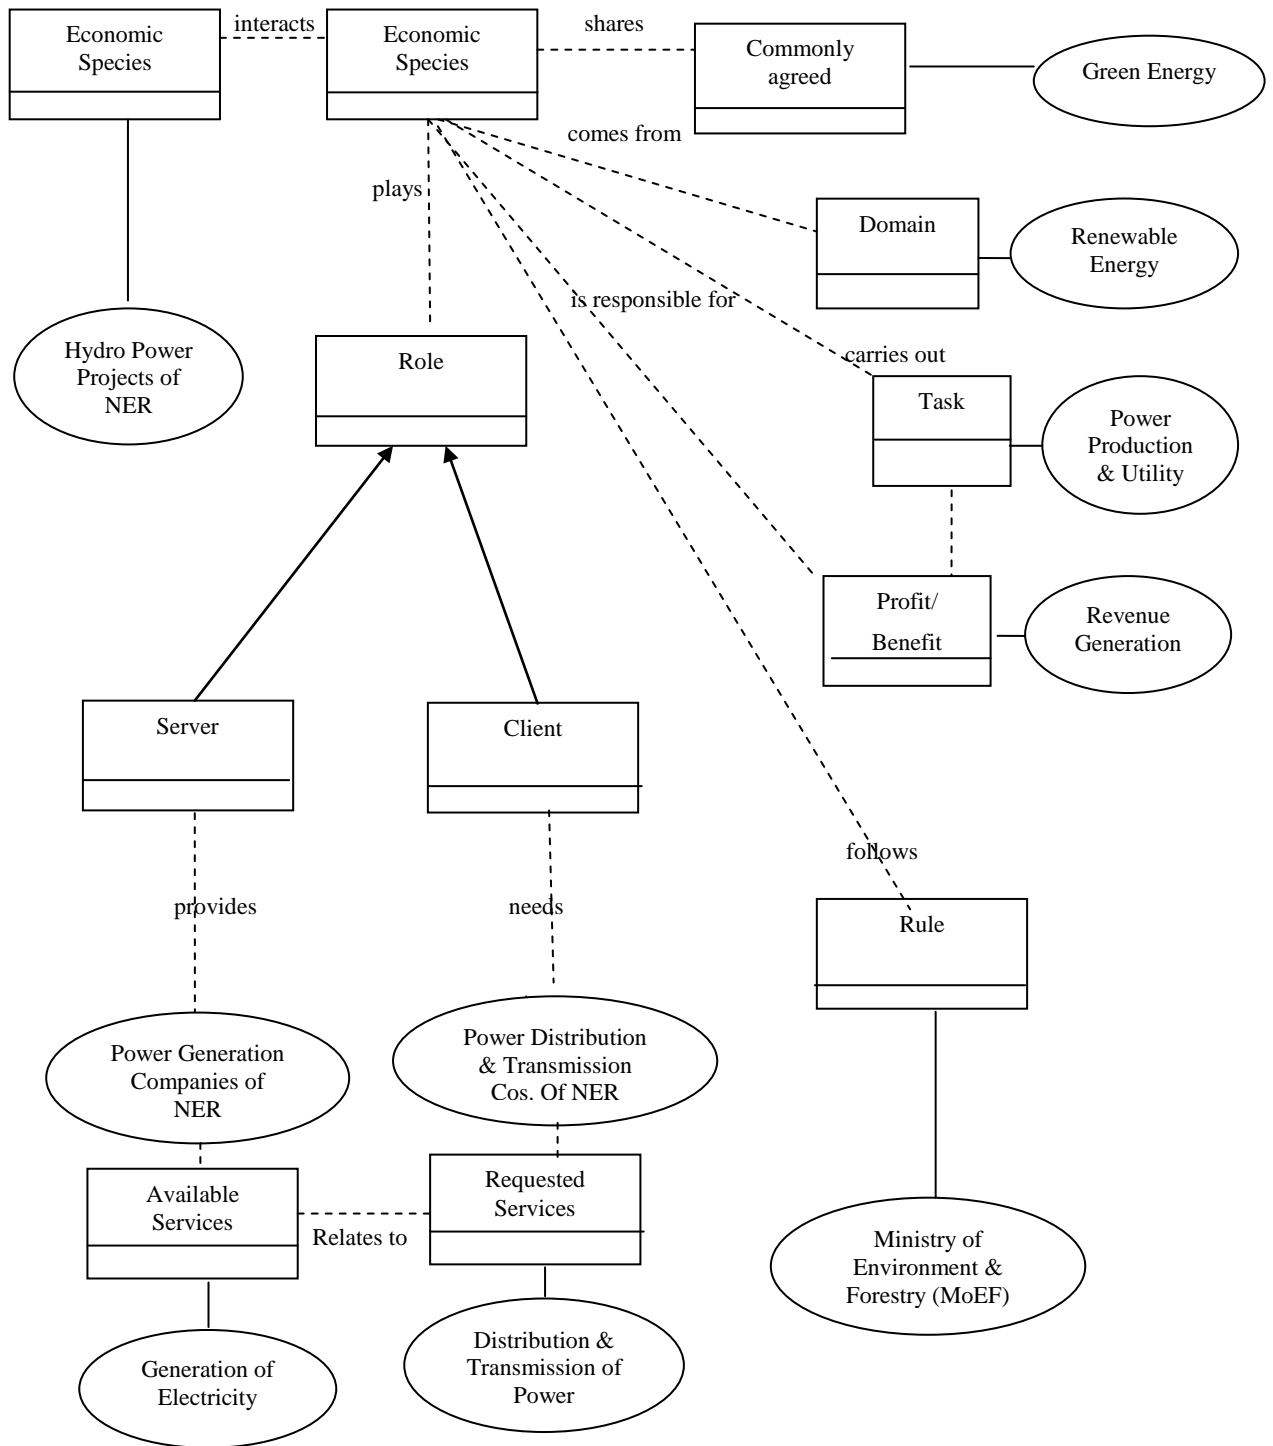 Economic
Species
interacts
Economic
Species
shares
Commonly
agreed
Green Energy
comes from
plays
Domain
Renewable
Energy
is responsible for
Hydro Power
Projects of
NER
Role
carries out
Task
Power
Production
& Utility
Profit/
Benefit
Revenue
Generation
Server
Client
follows
provides
needs
Rule
Power Generation
Companies of
NER
Power Distribution
& Transmission
Cos. Of NER
Available
Services
Relates to
Requested
Services
Ministry of
Environment &
Forestry (MoEF)
Generation of
Electricity
Distribution &
Transmission of
Power